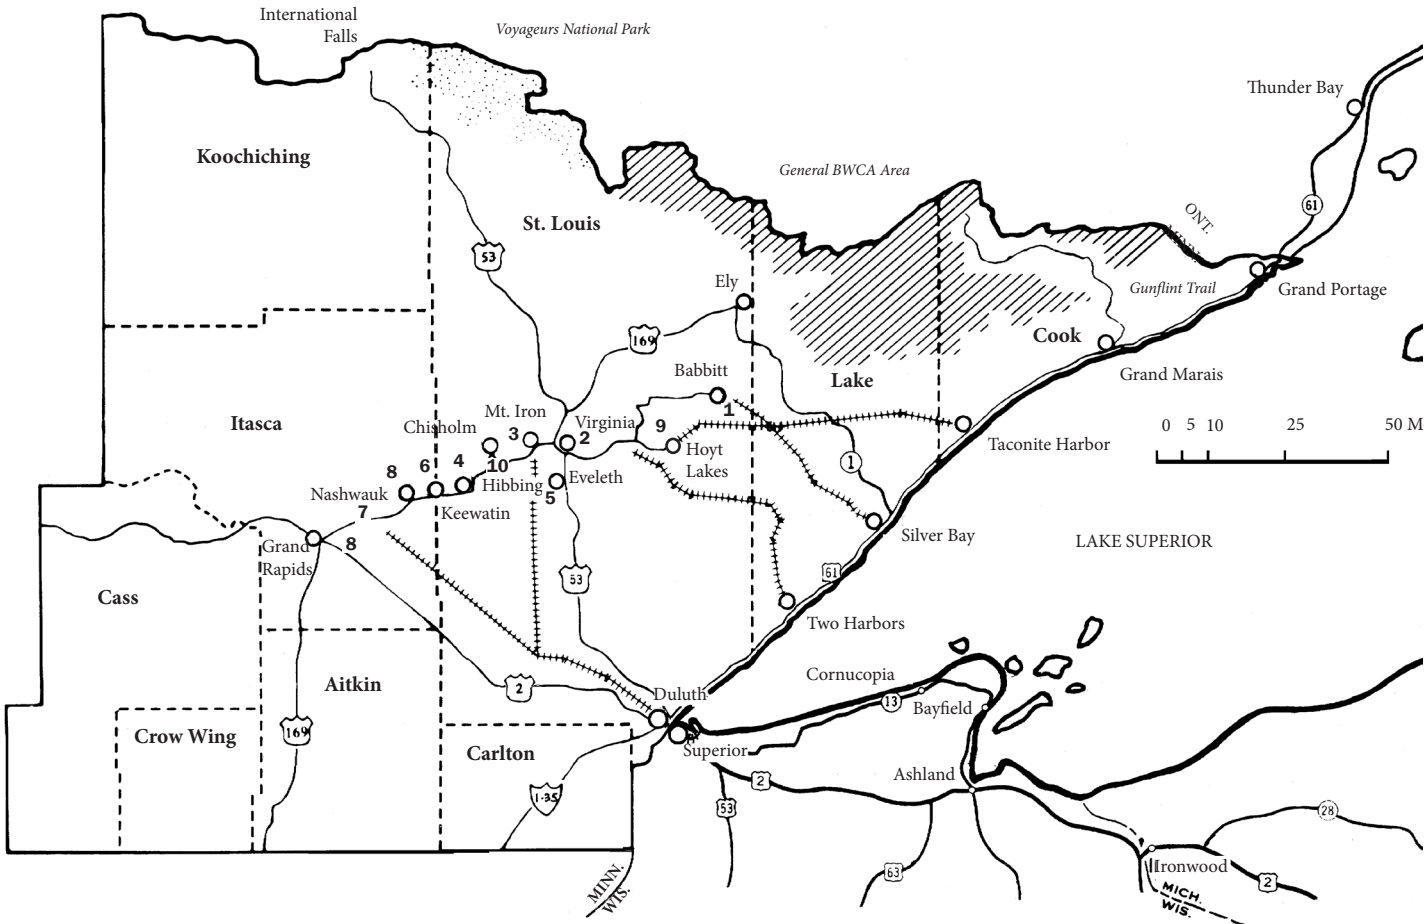 International
Falls
Voyageurs National Park
Thunder Bay
Koochiching
General BWCA Area
61
ONT.
St. Louis
53
Ely
Gunflint Trail
Grand Portage
169
Cook
Babbitt
Lake
Grand Marais
1
Itasca
Mt. Iron
Virginia
Chisholm
3
2
9
Taconite Harbor
0 5 10 25 50 M
Hoyt
Lakes
8
6
4
10
Hibbing
Eveleth
5
1
Nashwauk
Keewatin
7
Silver Bay
LAKE SUPERIOR
Grand
Rapids
8
53
61
Cass
Two Harbors
Cornucopia
Aitkin
2
Duluth
13
Bayfield
Crow Wing
169
Carlton
Superior
Ashland
2
1-35
53
28
63
Ironwood
2
MINN.
WIS.
MICH.
WIS.